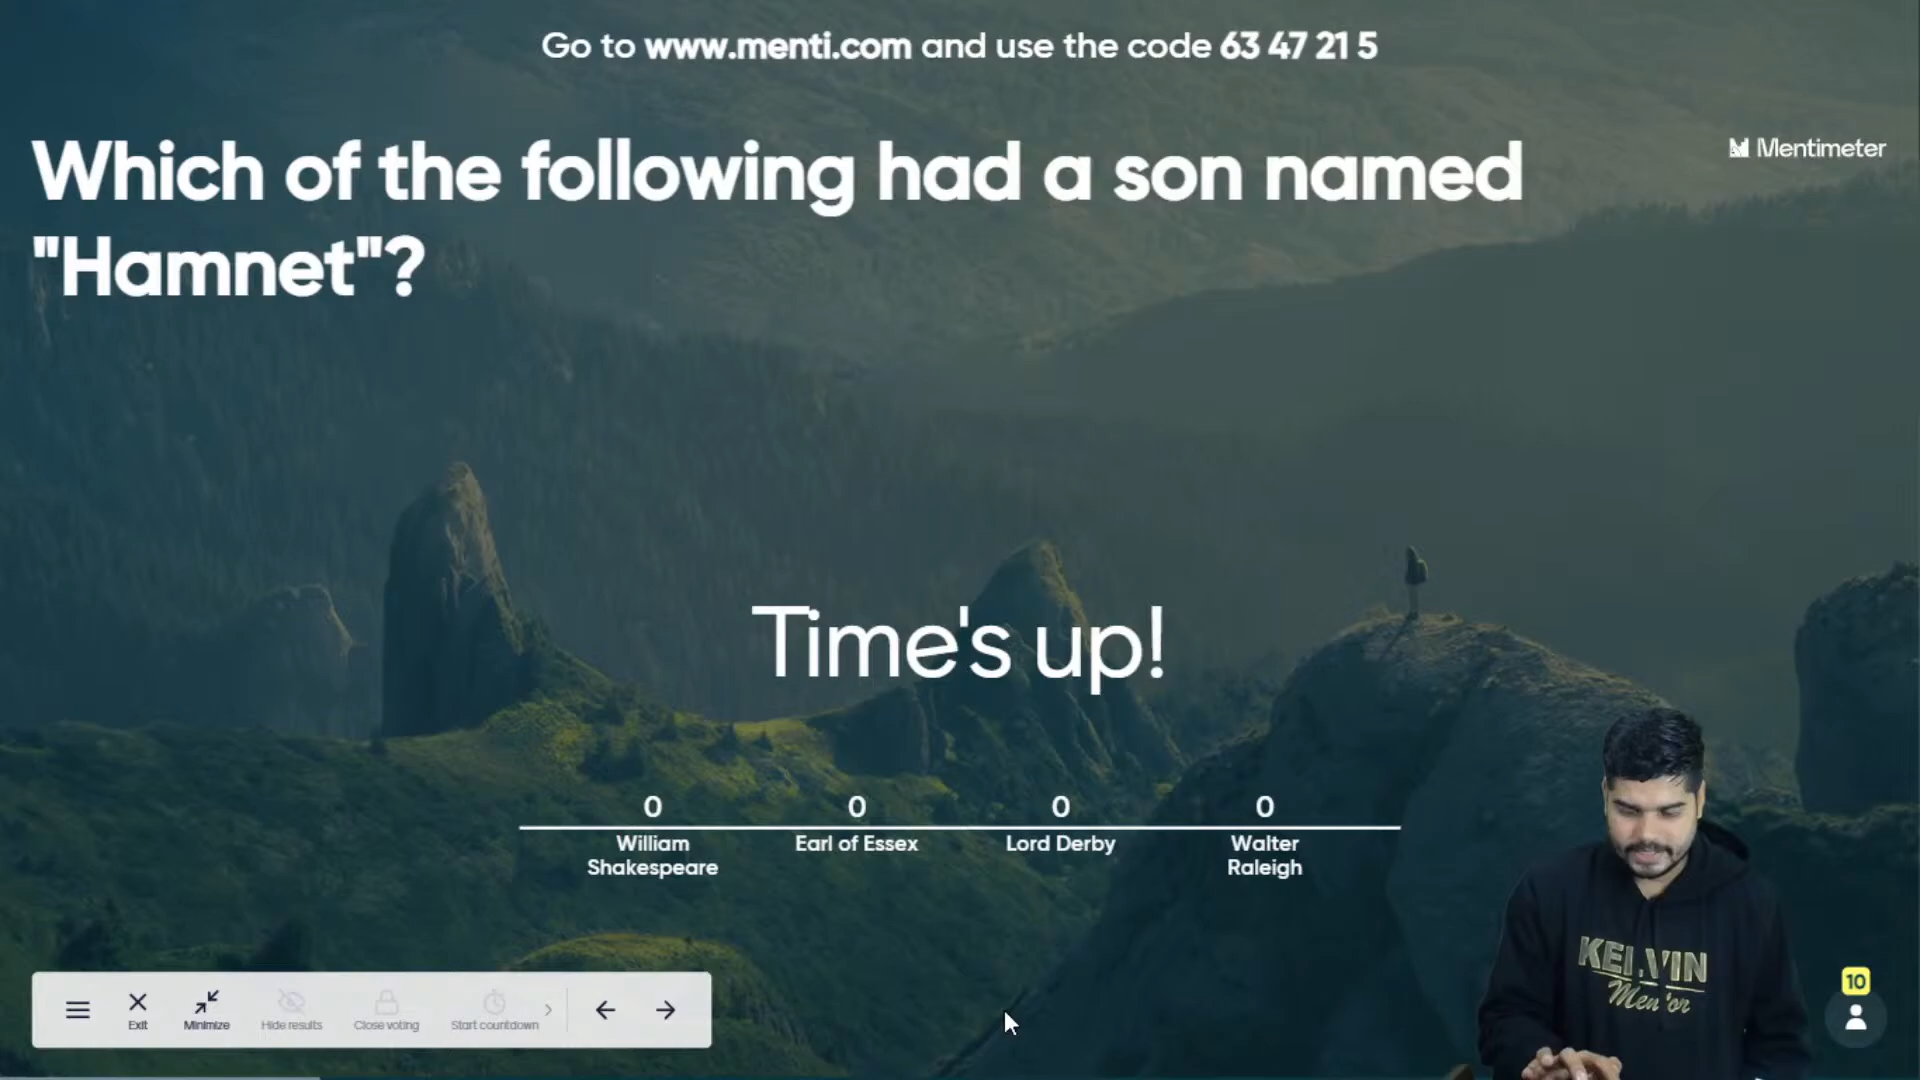 Go to www.menti.com and use the code 63 47 21 5
Which of the following had a son named
"Hamnet"?
Mentimeter
Time's up!
0 0 0 0
William Shakespeare
Earl of Essex
Lord Derby
Walter Raleigh
KELVIN
Men
10
Exit
Minimize
Hide results
Close voting
Start countdown